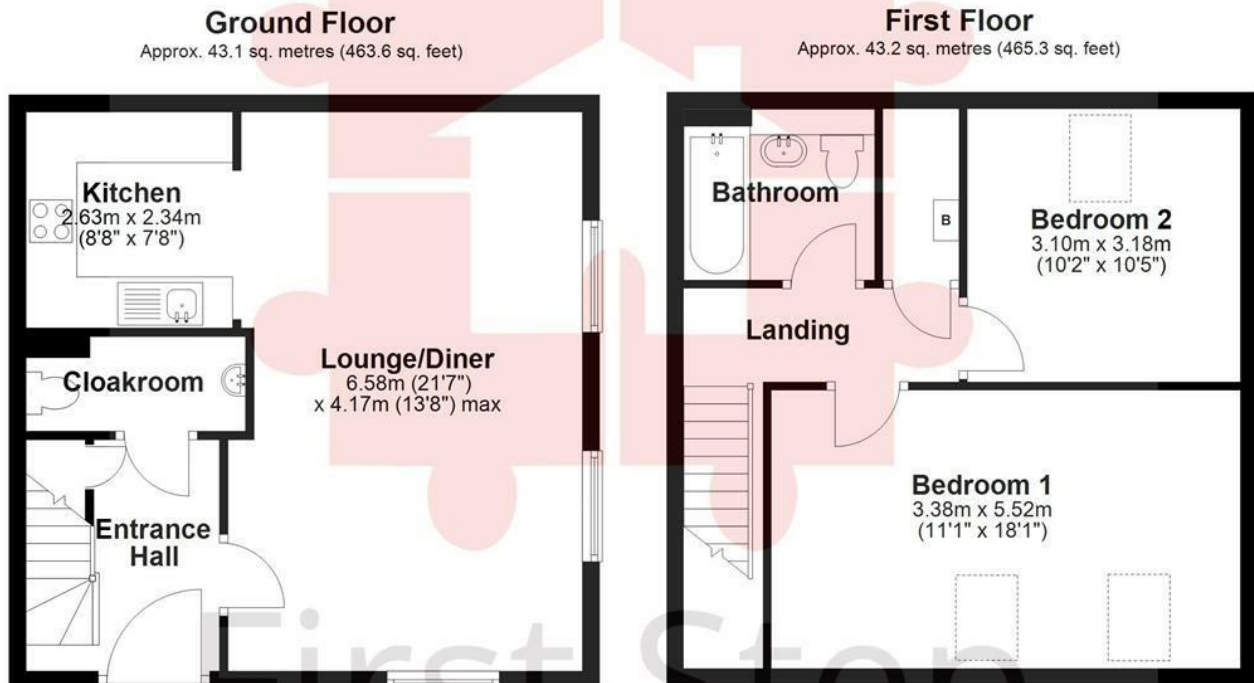 Ground Floor
Approx. 43.1 sq. metres (463.6 sq. feet)
Kitchen
2.63m x 2.34m
(8'8" x 7'8")
Cloakroom
Lounge/Diner
6.58m (21'7")
x 4.17m (13'8") max
Entrance
Hall
First Floor
Approx. 43.2 sq. metres (465.3 sq. feet)
Bathroom
B
Bedroom 2
3.10m x 3.18m
(10'2" x 10'5")
Landing
Bedroom 1
3.38m x 5.52m
(11'1" x 18'1")
First Step